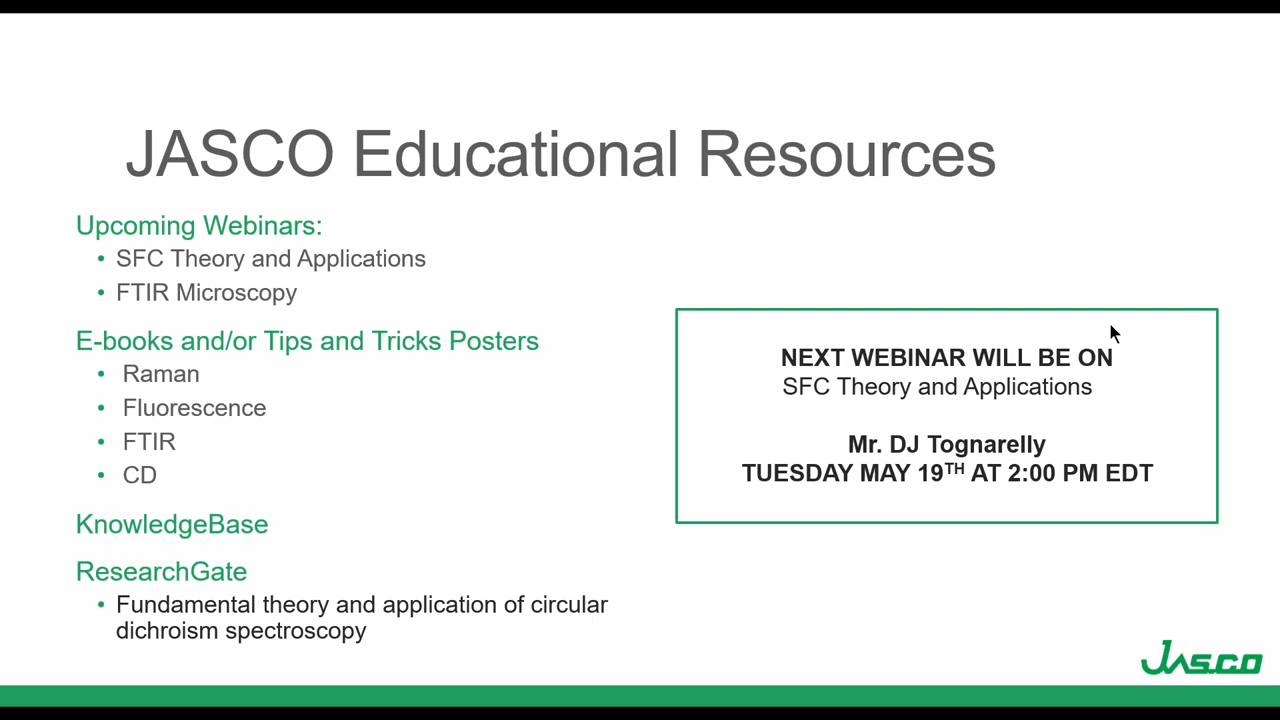 JASCO Educational Resources
Upcoming Webinars:
• SFC Theory and Applications
• FTIR Microscopy
E-books and/or Tips and Tricks Posters
• Raman
• Fluorescence
• FTIR
• CD
KnowledgeBase
ResearchGate
• Fundamental theory and application of circular
dichroism spectroscopy
NEXT WEBINAR WILL BE ON
SFC Theory and Applications
Mr. DJ Tognarelly
TUESDAY MAY 19TH AT 2:00 PM EDT
JASCO